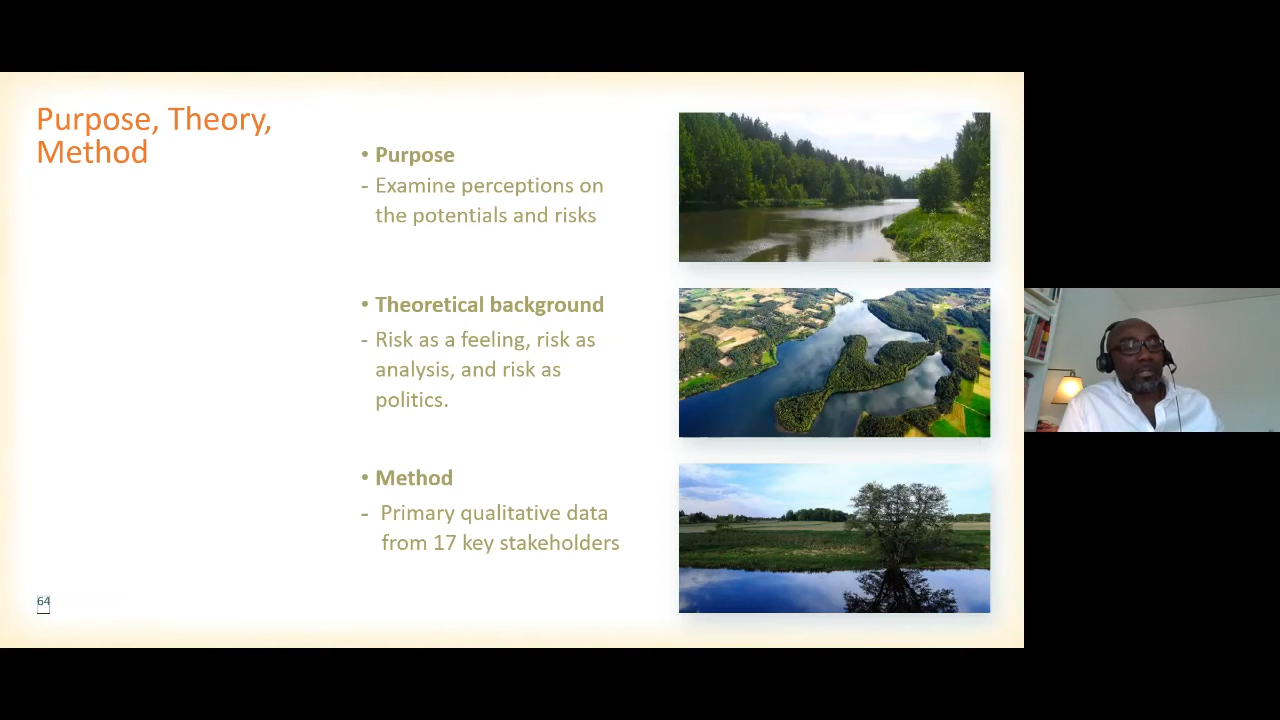 Purpose, Theory,
Method
• Purpose
- Examine perceptions on
the potentials and risks
• Theoretical background
- Risk as a feeling, risk as
analysis, and risk as
politics.
• Method
- Primary qualitative data
from 17 key stakeholders
64